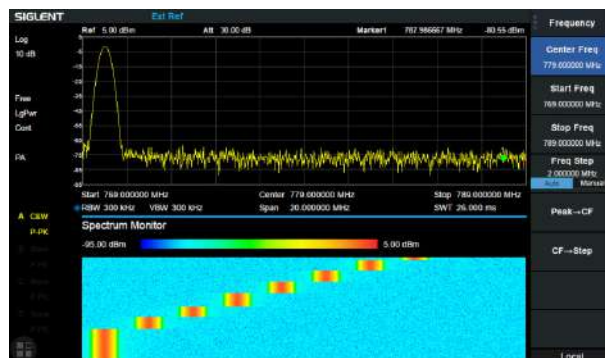 SIGLENT Ext Ref
Frequency
Log
10 dB
Ref 5.00 dBm Att 30.00 dB Marker1 787.986667 MHz -80.55 dBm
Center Freq
779.000000 MHz
Start Freq
769.000000 MHz
Free
LgPwr
Cont
Stop Freq
789.000000 MHz
PA
Freq Step
2.000000 MHz
Auto Manual
Start 769.000000 MHz Center 779.000000 MHz Stop 789.000000 MHz
RBW 300 kHz VBW 300 kHz Span 20.000000 MHz SWT 26.000 ms
Peak→CF
A C&W
P-PK
Spectrum Monitor
-95.00 dBm 5.00 dBm
CF→Step
Local